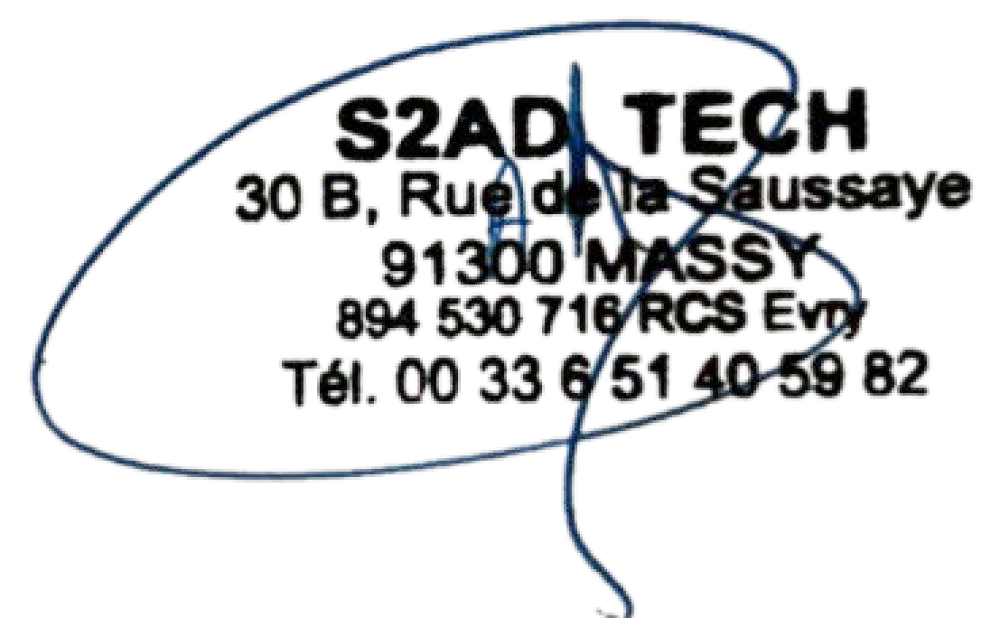 S2AD TECH
30 B, Rue de la Saussaye
91300 MASSY
894 530 716 RCS Evry
Tél. 00 33 6 51 40 59 82